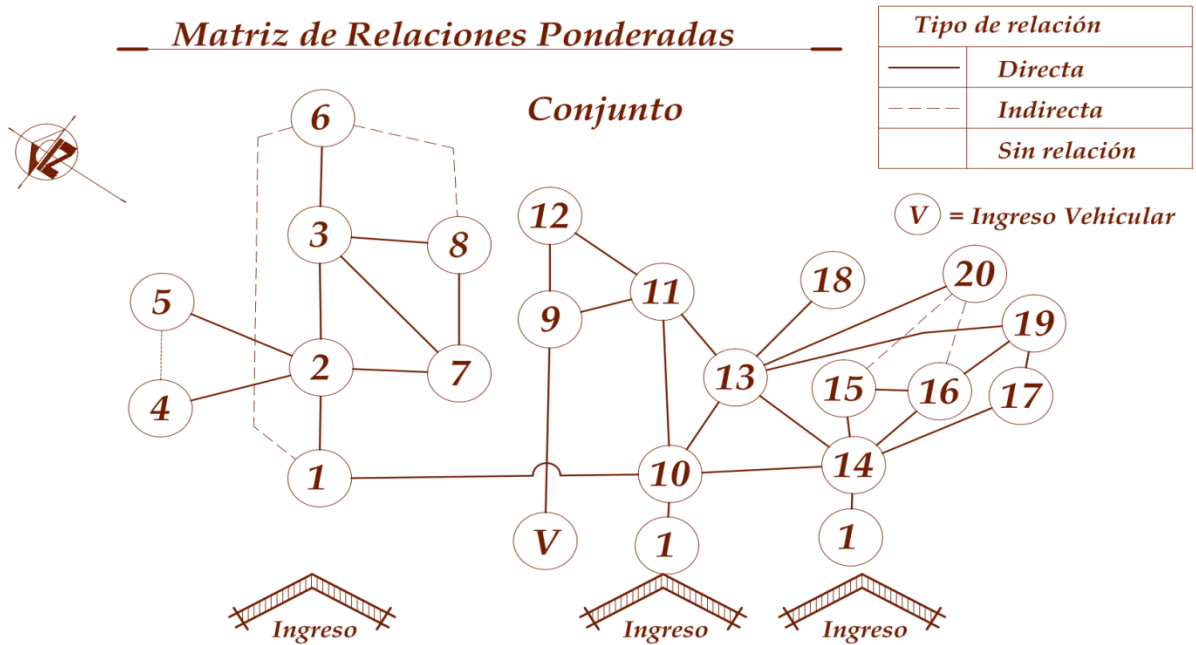 Matriz de Relaciones Ponderadas
Tipo de relación
Directa
Indirecta
Sin relación
Conjunto
V = Ingreso Vehicular
6
3
8
5
2
7
4
1
12
9
11
18
20
19
13
15
16
17
10
14
V
1
1
Ingreso
Ingreso
Ingreso